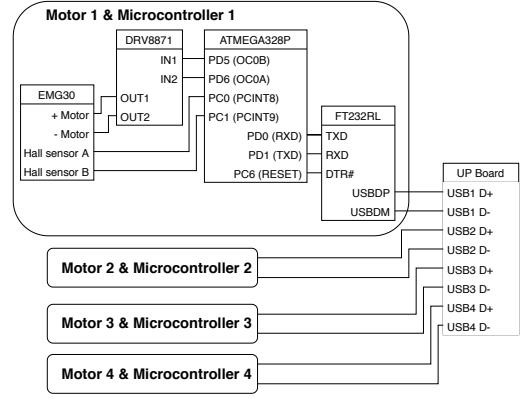 Motor 1 & Microcontroller 1
DRV8871
IN1
IN2
OUT1
OUT2
ATMEGA328P
PD5 (OC0B)
PD6 (OC0A)
PC0 (PCINT8)
PC1 (PCINT9)
PD0 (RXD)
PD1 (TXD)
PC6 (RESET)
EMG30
+ Motor
- Motor
Hall sensor A
Hall sensor B
FT232RL
TXD
RXD
DTR#
USBDP
USBDM
UP Board
USB1 D+
USB1 D-
USB2 D+
USB2 D-
USB3 D+
USB3 D-
USB4 D+
USB4 D-
Motor 2 & Microcontroller 2
Motor 3 & Microcontroller 3
Motor 4 & Microcontroller 4